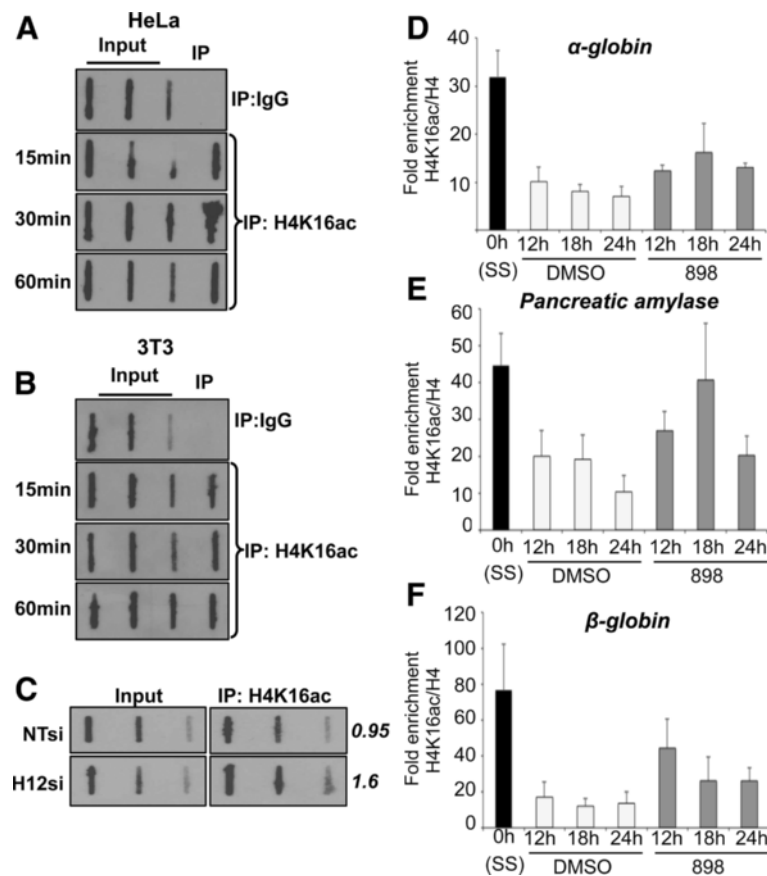 A
HeLa
Input IP
IP:IgG
15min
30min
IP: H4K16ac
60min
B
3T3
Input IP
IP:IgG
15min
30min
IP: H4K16ac
60min
C
Input IP: H4K16ac
NTsi 0.95
H12si 1.6
D
α-globin
Fold enrichment
H4K16ac/H4
40
30
20
10
0h 12h 18h 24h 12h 18h 24h
(SS) DMSO 898
E
Pancreatic amylase
Fold enrichment
H4K16ac/H4
60
50
40
30
20
10
0
0h 12h 18h 24h 12h 18h 24h
(SS) DMSO 898
F
β-globin
Fold enrichment
H4K16ac/H4
120
100
80
60
40
20
0
0h 12h 18h 24h 12h 18h 24h
(SS) DMSO 898